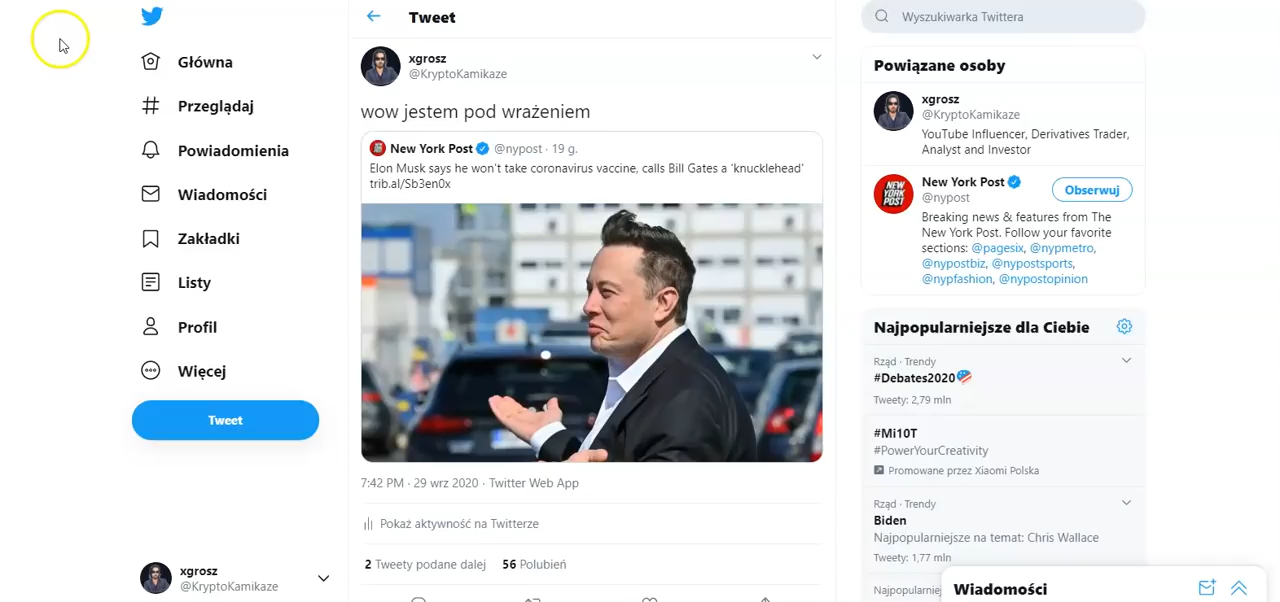 Główna
Przeglądaj
Powiadomienia
Wiadomości
Zakładki
Listy
Profil
Więcej
Tweet
xgrosz
@KryptoKamikaze
Tweet
xgrosz
@KryptoKamikaze
wow jestem pod wrażeniem
New York Post @nypost · 19 g.
Elon Musk says he won't take coronavirus vaccine, calls Bill Gates a ‘knucklehead’
trib.al/Sb3en0x
7:42 PM · 29 wrz 2020 · Twitter Web App
Pokaż aktywność na Twitterze
2 Tweety podane dalej 56 Polubień
Wyszukiwarka Twittera
Powiązane osoby
xgrosz
@KryptoKamikaze
YouTube Influencer, Derivatives Trader,
Analyst and Investor
New York Post
@nypost
Obserwuj
Breaking news & features from The
New York Post. Follow your favorite
sections: @pagesix, @nypmetro,
@nypostbiz, @nypostsports,
@nypfashion, @nypostopinion
NEW
YORK
POST
Najpopularniejsze dla Ciebie
Rząd · Trendy
#Debates2020
Tweety: 2,79 mln
#Mi10T
#PowerYourCreativity
Promowane przez Xiaomi Polska
Rząd · Trendy
Biden
Najpopularniejsze na temat: Chris Wallace
Tweety: 1,77 mln
Wiadomości